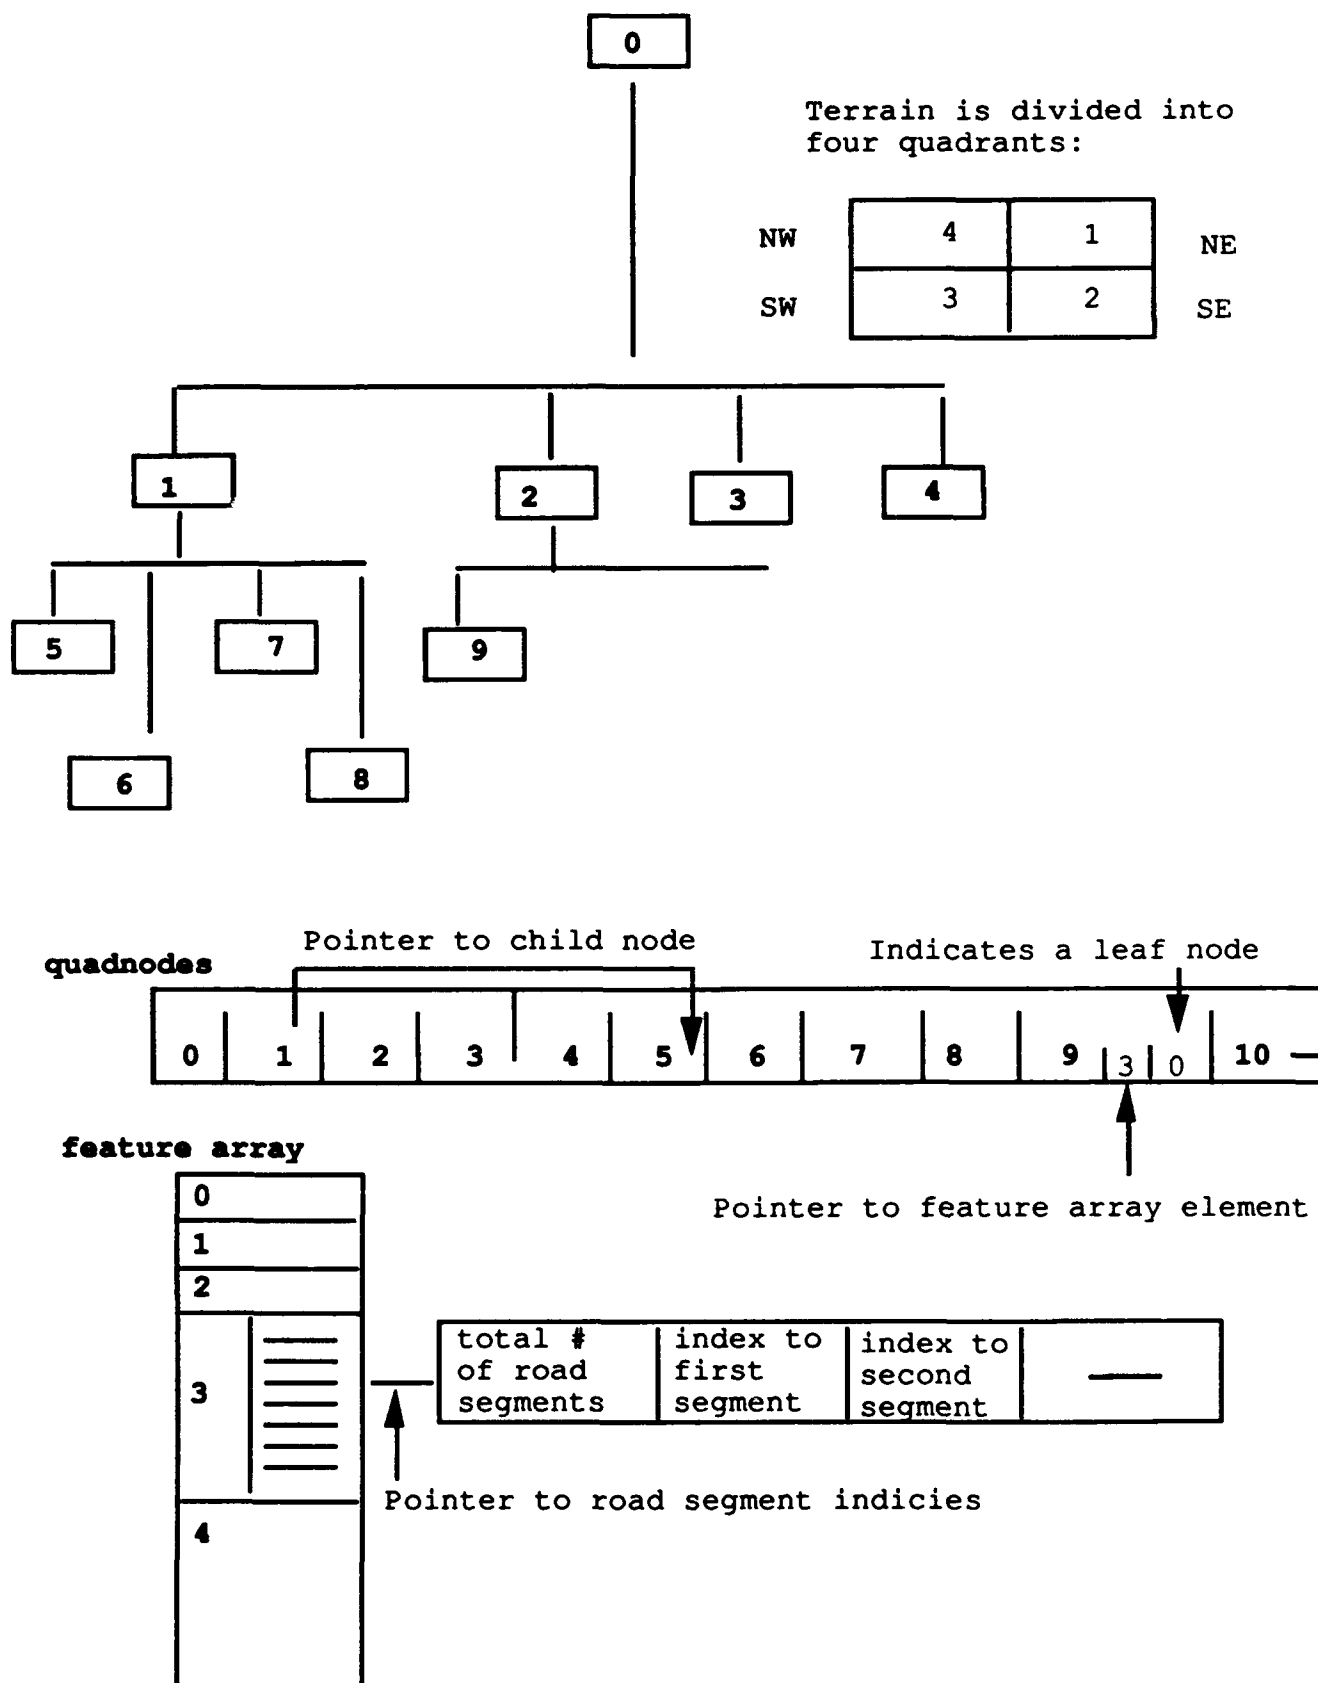 0
Terrain is divided into
four quadrants:
NW 4 1 NE
SW 3 2 SE
1 2 3 4
5 7 9
6 8
Pointer to child node
Indicates a leaf node
quadnodes
0 1 2 3 4 5 6 7 8 9 3 0 10
feature array
0
Pointer to feature array element
1
2
3
total #
of road
segments
index to
first
segment
index to
second
segment
Pointer to road segment indicies
4